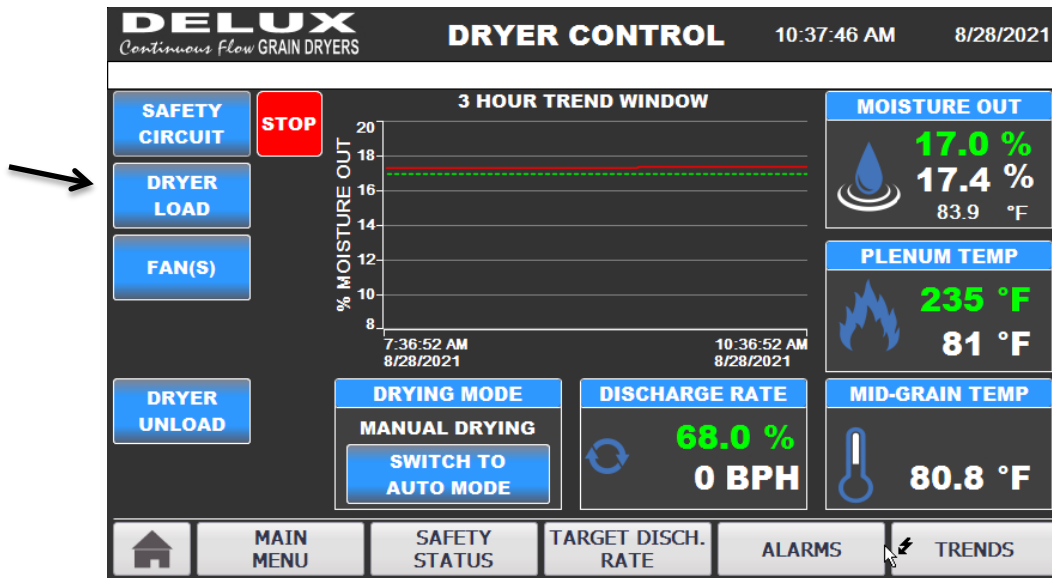 DELUX
Continuous Flow GRAIN DRYERS
DRYER CONTROL
10:37:46 AM
8/28/2021
SAFETY
CIRCUIT
STOP
DRYER
LOAD
FAN(S)
DRYER
UNLOAD
3 HOUR TREND WINDOW
% MOISTURE OUT
20
18
16
14
12
10
8
7:36:52 AM
8/28/2021
10:36:52 AM
8/28/2021
MOISTURE OUT
17.0 %
17.4 %
83.9 °F
PLENUM TEMP
235 °F
81 °F
DRYING MODE
MANUAL DRYING
SWITCH TO
AUTO MODE
DISCHARGE RATE
68.0 %
0 BPH
MID-GRAIN TEMP
80.8 °F
MAIN
MENU
SAFETY
STATUS
TARGET DISCH.
RATE
ALARMS
TRENDS